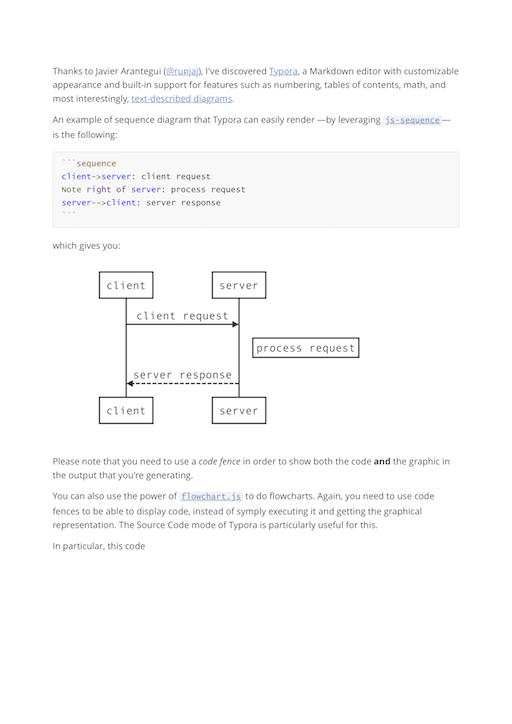 Thanks to Javier Arantegui (@rupjaj), I've discovered Typora, a Markdown editor with customizable
appearance and built-in support for features such as numbering, tables of contents, math, and
most interestingly, text-described diagrams.
An example of sequence diagram that Typora can easily render —by leveraging js-sequence —
is the following:
```sequence
client->server: client request
Note right of server: process request
server-->client: server response
```
which gives you:
client server
client request
process request
server response
client server
Please note that you need to use a code fence in order to show both the code and the graphic in
the output that you're generating.
You can also use the power of flowchart.js to do flowcharts. Again, you need to use code
fences to be able to display code, instead of symply executing it and getting the graphical
representation. The Source Code mode of Typora is particularly useful for this.
In particular, this code